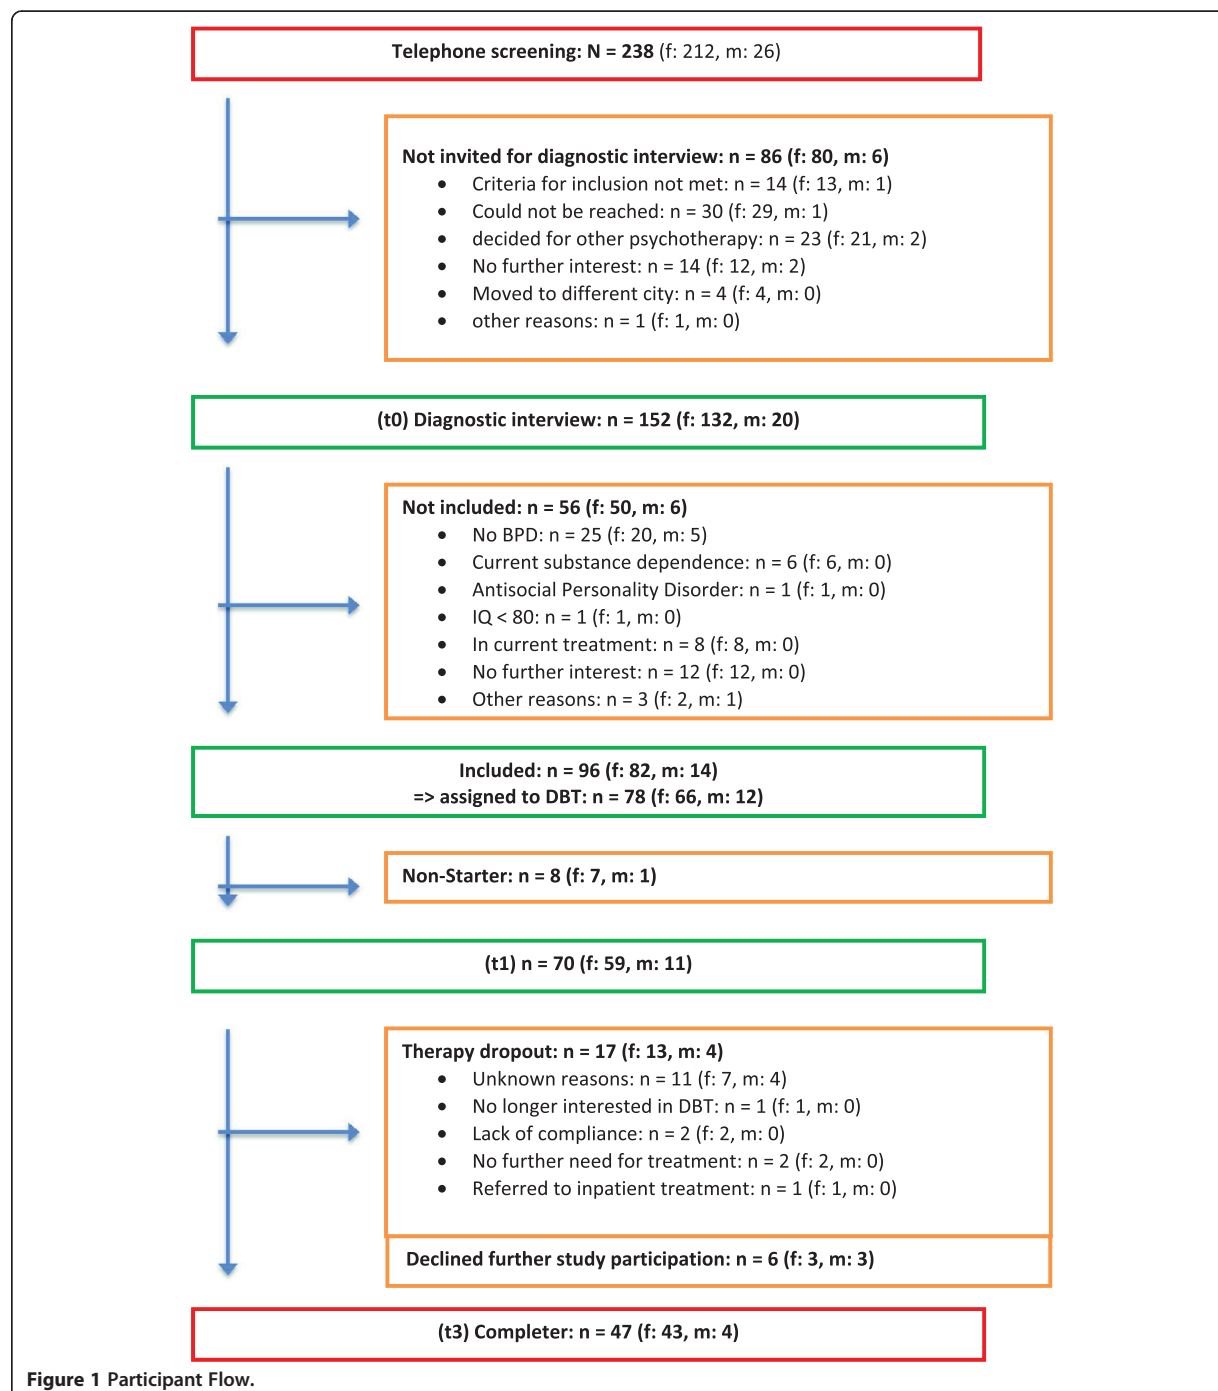 Telephone screening: N = 238 (f: 212, m: 26)
Not invited for diagnostic interview: n = 86 (f: 80, m: 6)
• Criteria for inclusion not met: n = 14 (f: 13, m: 1)
• Could not be reached: n = 30 (f: 29, m: 1)
• decided for other psychotherapy: n = 23 (f: 21, m: 2)
• No further interest: n = 14 (f: 12, m: 2)
• Moved to different city: n = 4 (f: 4, m: 0)
• other reasons: n = 1 (f: 1, m: 0)
(t0) Diagnostic interview: n = 152 (f: 132, m: 20)
Not included: n = 56 (f: 50, m: 6)
• No BPD: n = 25 (f: 20, m: 5)
• Current substance dependence: n = 6 (f: 6, m: 0)
• Antisocial Personality Disorder: n = 1 (f: 1, m: 0)
• IQ < 80: n = 1 (f: 1, m: 0)
• In current treatment: n = 8 (f: 8, m: 0)
• No further interest: n = 12 (f: 12, m: 0)
• Other reasons: n = 3 (f: 2, m: 1)
Included: n = 96 (f: 82, m: 14)
=> assigned to DBT: n = 78 (f: 66, m: 12)
Non-Starter: n = 8 (f: 7, m: 1)
(t1) n = 70 (f: 59, m: 11)
Therapy dropout: n = 17 (f: 13, m: 4)
• Unknown reasons: n = 11 (f: 7, m: 4)
• No longer interested in DBT: n = 1 (f: 1, m: 0)
• Lack of compliance: n = 2 (f: 2, m: 0)
• No further need for treatment: n = 2 (f: 2, m: 0)
• Referred to inpatient treatment: n = 1 (f: 1, m: 0)
Declined further study participation: n = 6 (f: 3, m: 3)
(t3) Completer: n = 47 (f: 43, m: 4)
Figure 1 Participant Flow.